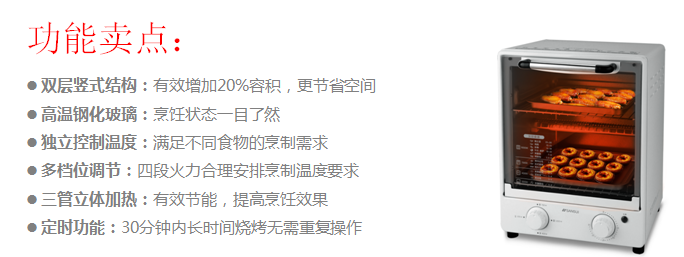 功能卖点：
● 双层竖式结构：有效增加20%容积，更节省空间
● 高温钢化玻璃：烹饪状态一目了然
● 独立控制温度：满足不同食物的烹制需求
● 多档位调节：四段火力合理安排烹制温度要求
● 三管立体加热：有效节能，提高烹饪效果
● 定时功能：30分钟内长时间烧烤无需重复操作